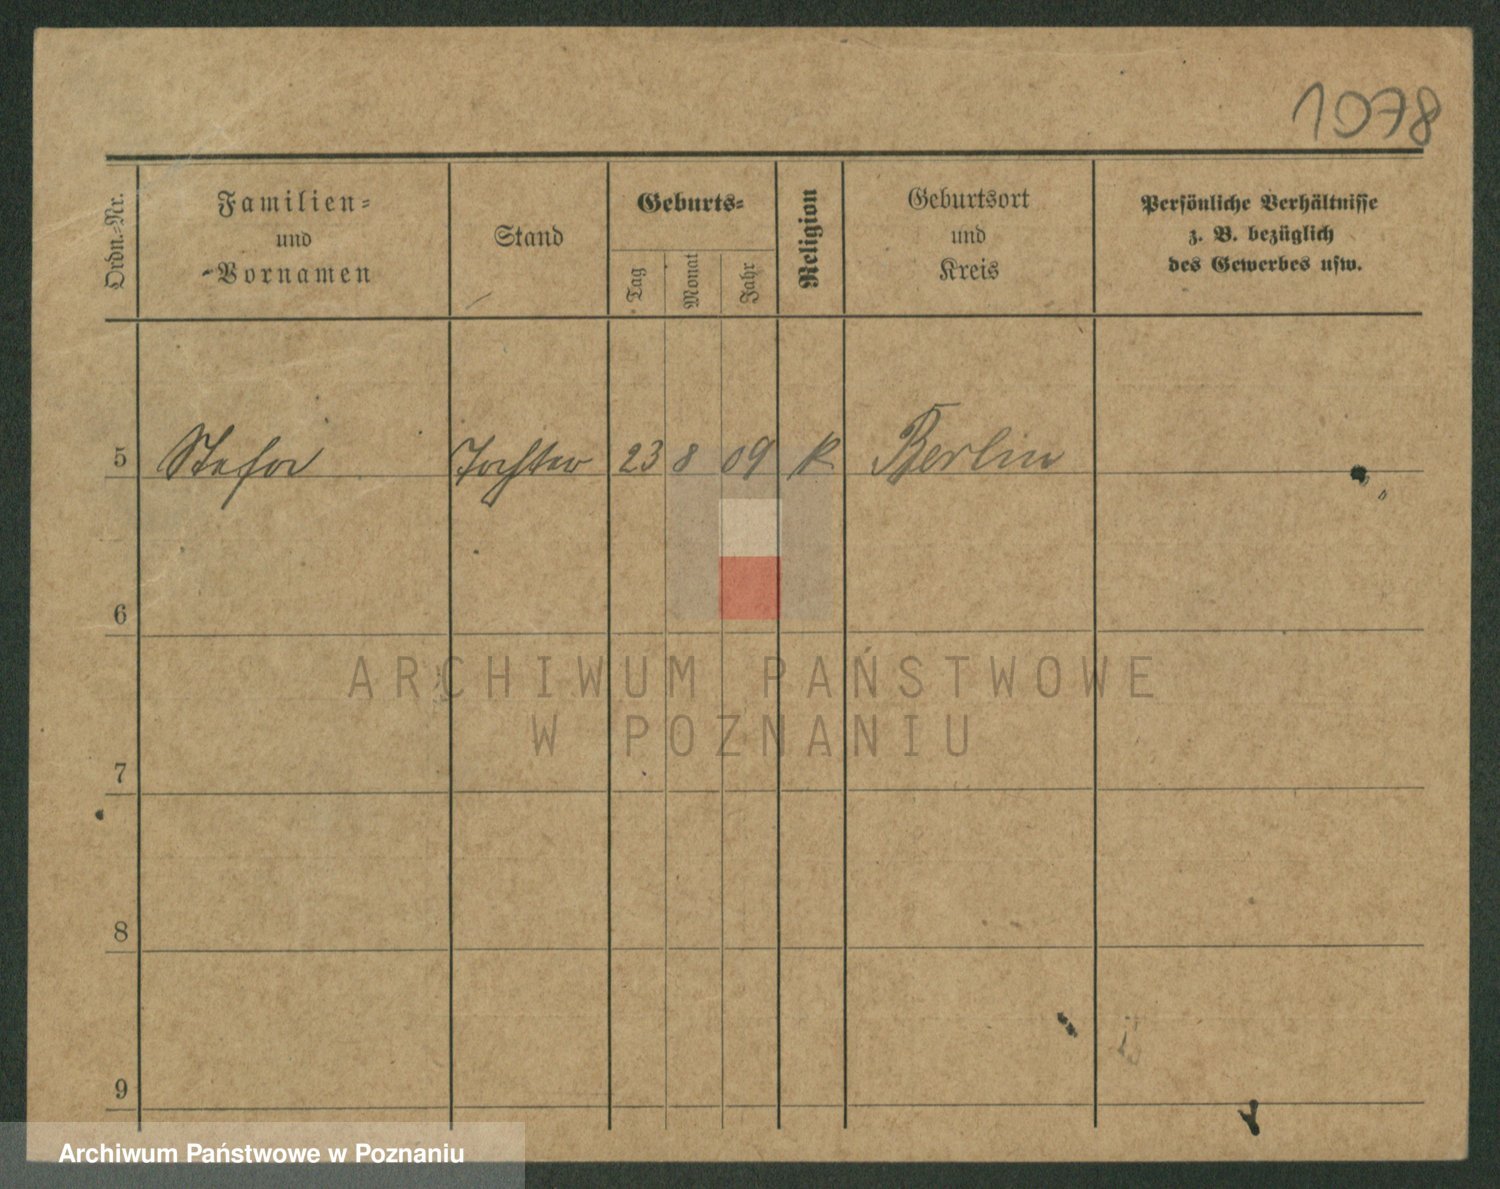 1978
Ordn.-Nr.
Familien-
und
Vornamen
Stand
Geburts-
Tag
Monat
Jahr
Religion
Geburtsort
und
Kreis
Persönliche Verhältnisse
z. B. bezüglich
des Gewerbes usw.
5 Tochter 23 8 09 k Berlin
6
7
8
9
ARCHIWUM PAŃSTWOWE
W POZNANIU
Archiwum Państwowe w Poznaniu